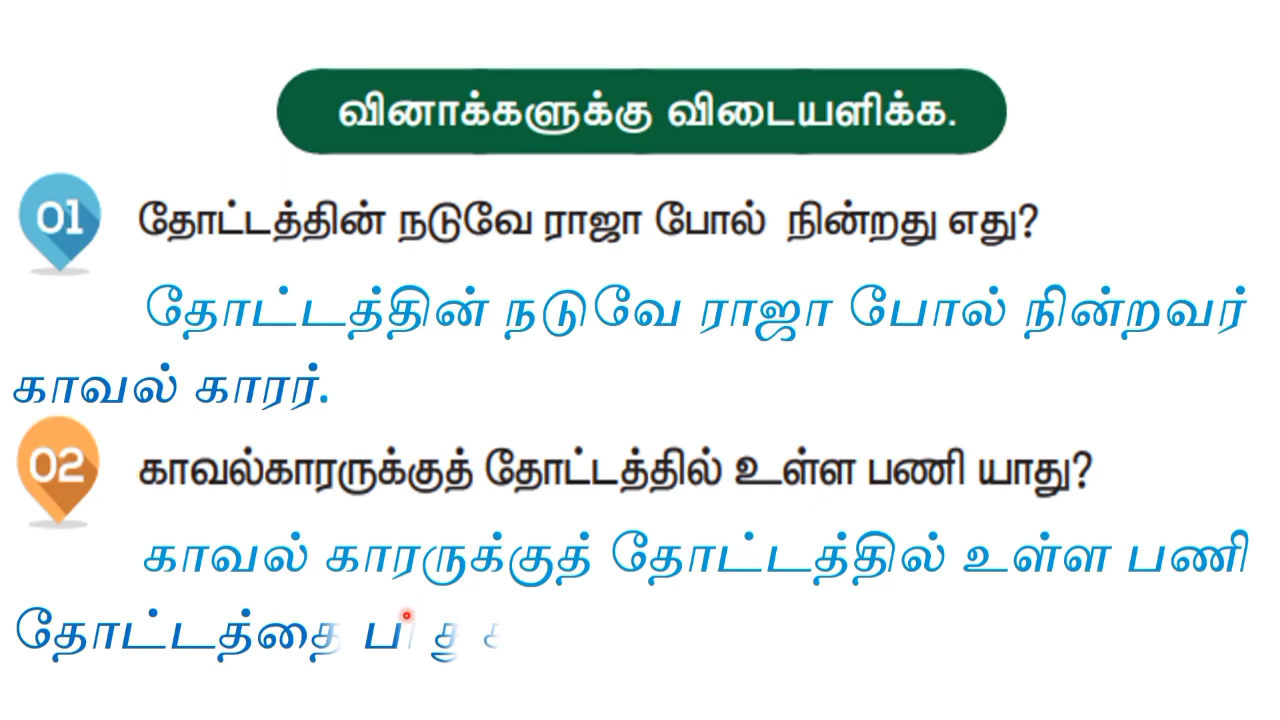 வினாக்களுக்கு விடையளிக்க.
01 தோட்டத்தின் நடுவே ராஜா போல் நின்றது எது?
தோட்டத்தின் நடுவே ராஜா போல் நின்றவர்
காவல் காரர்.
02 காவல்காரருக்குத் தோட்டத்தில் உள்ள பணி யாது?
காவல் காரருக்குத் தோட்டத்தில் உள்ள பணி
தோட்டத்தை